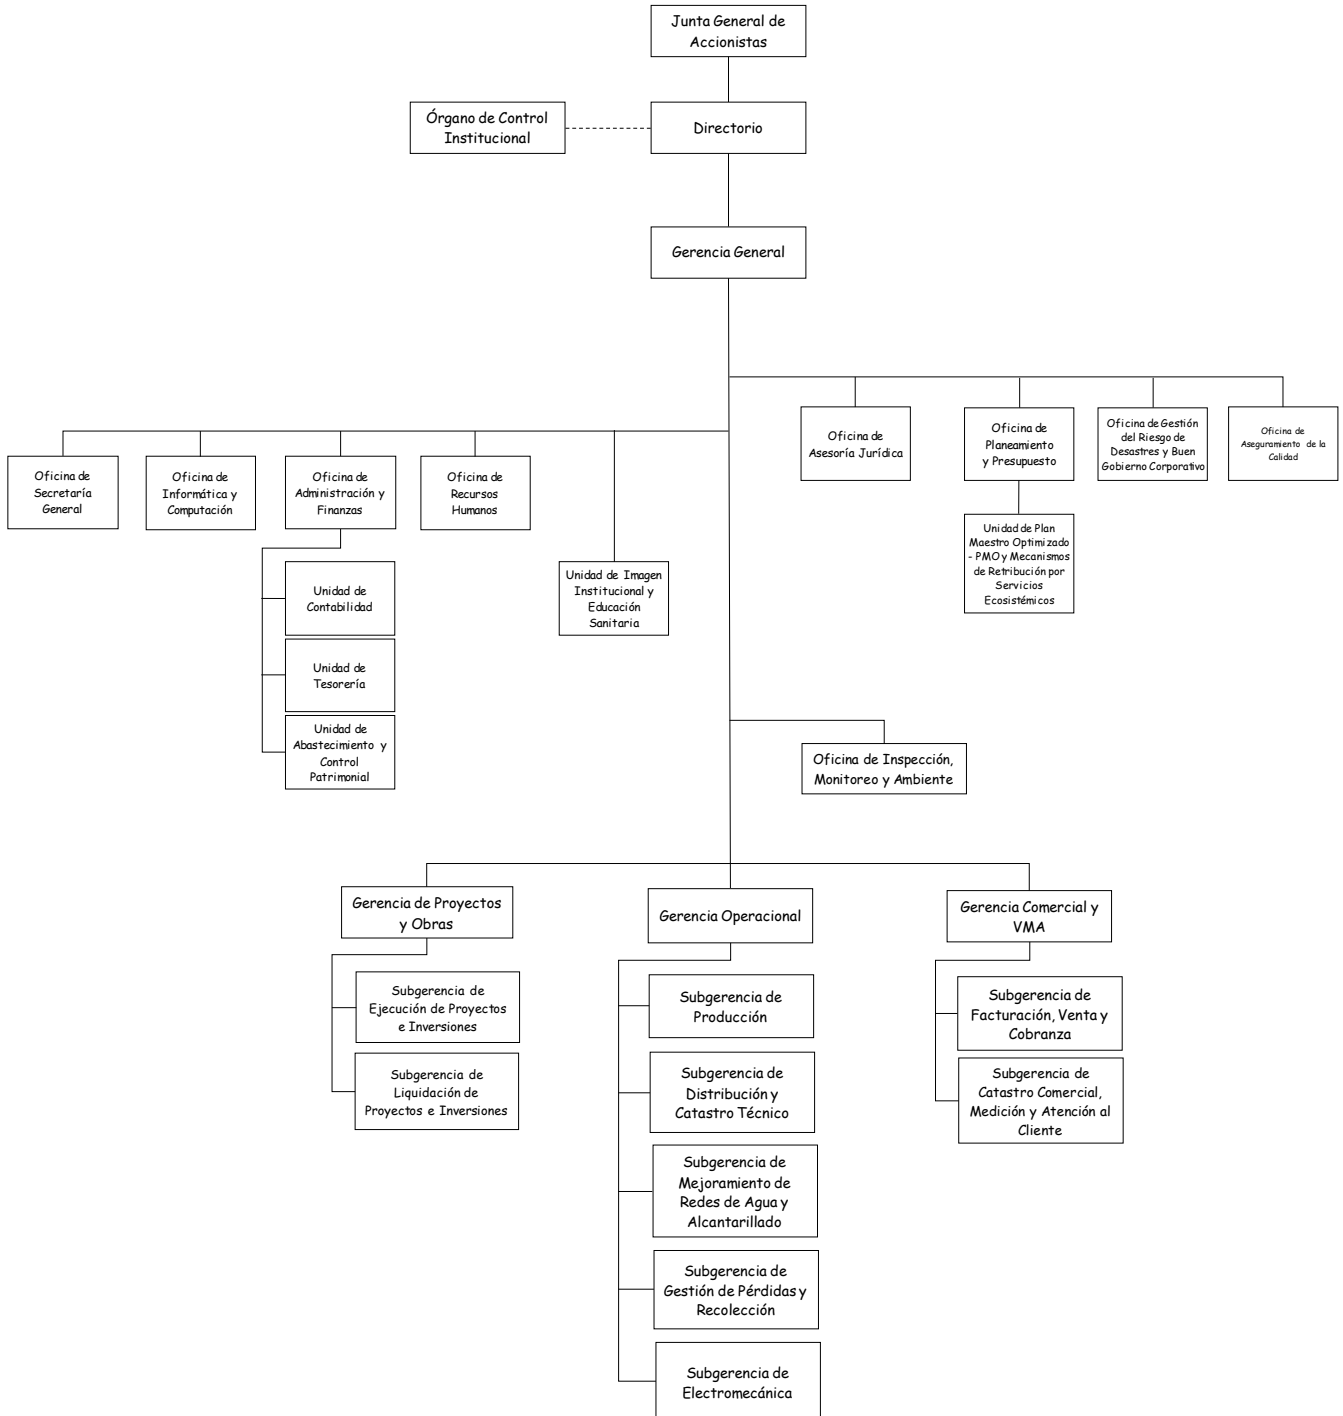 Junta General de
Accionistas
Órgano de Control
Institucional
Directorio
Gerencia General
Oficina de
Asesoría Jurídica
Oficina de
Planeamiento
y Presupuesto
Oficina de Gestión
del Riesgo de
Desastres y Buen
Gobierno Corporativo
Oficina de
Aseguramiento de la
Calidad
Oficina de
Secretaría
General
Oficina de
Informática y
Computación
Oficina de
Administración y
Finanzas
Oficina de
Recursos
Humanos
Unidad de Plan
Maestro Optimizado
- PMO y Mecanismos
de Retribución por
Servicios
Ecosistémicos
Unidad de Imagen
Institucional y
Educación
Sanitaria
Unidad de
Contabilidad
Unidad de
Tesorería
Unidad de
Abastecimiento y
Control
Patrimonial
Oficina de Inspección,
Monitoreo y Ambiente
Gerencia de Proyectos
y Obras
Gerencia Operacional
Gerencia Comercial y
VMA
Subgerencia de
Ejecución de Proyectos
e Inversiones
Subgerencia de
Liquidación de
Proyectos e Inversiones
Subgerencia de
Producción
Subgerencia de
Distribución y
Catastro Técnico
Subgerencia de
Mejoramiento de
Redes de Agua y
Alcantarillado
Subgerencia de
Gestión de Pérdidas y
Recolección
Subgerencia de
Electromecánica
Subgerencia de
Facturación, Venta y
Cobranza
Subgerencia de
Catastro Comercial,
Medición y Atención al
Cliente